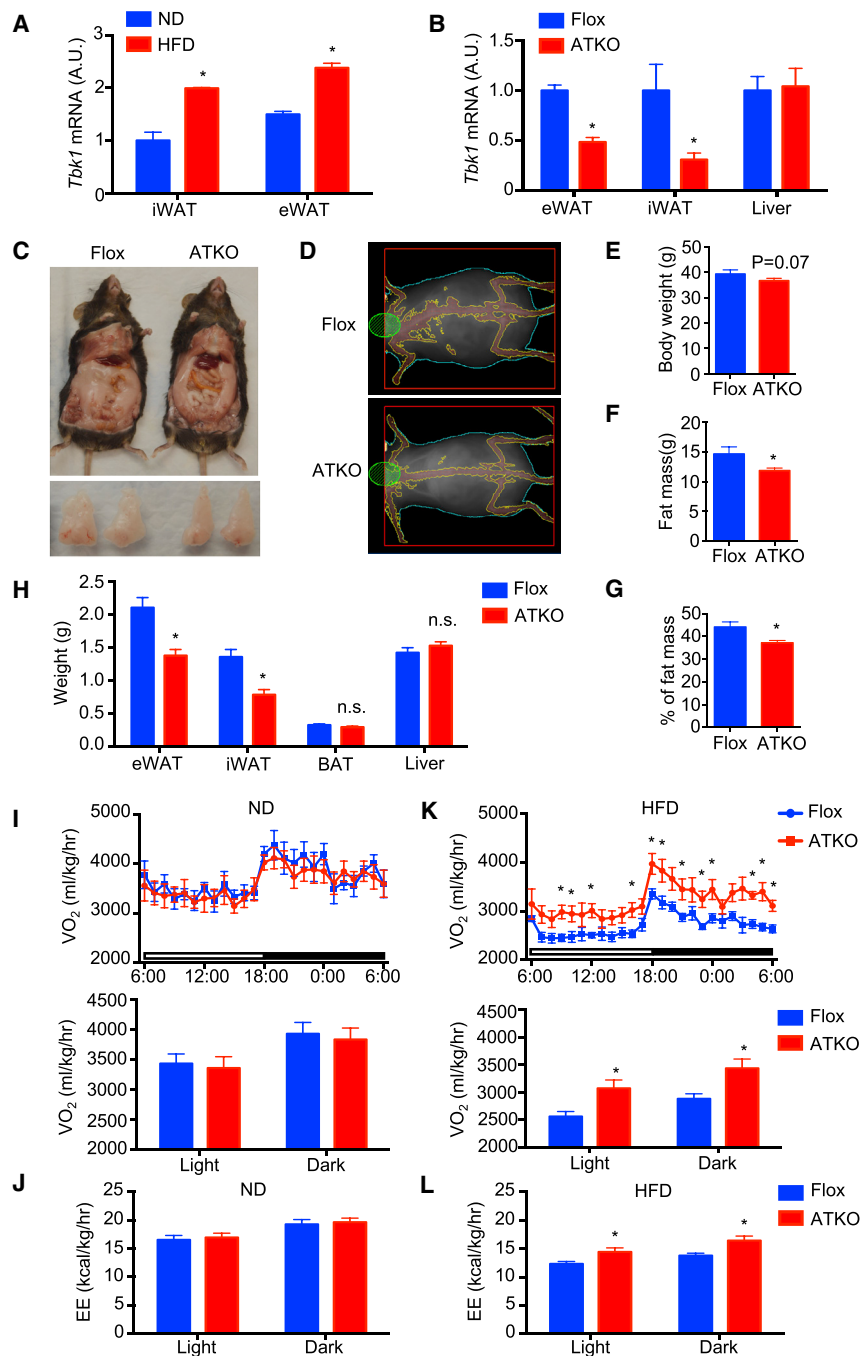 A
ND
HFD
Tbk1 mRNA (A.U.)
3
2
1
0
*
*
iWAT
eWAT
B
Flox
ATKO
Tbk1 mRNA (A.U.)
1.5
1.0
0.5
0.0
*
*
eWAT
iWAT
Liver
C
Flox
ATKO
D
Flox
ATKO
E
Body weight (g)
50
40
30
20
10
0
P=0.07
Flox
ATKO
F
Fat mass(g)
20
15
10
5
0
*
Flox
ATKO
H
Flox
ATKO
Weight (g)
2.5
2.0
1.5
1.0
0.5
0.0
*
*
n.s.
n.s.
eWAT
iWAT
BAT
Liver
G
% of fat mass
50
40
30
20
10
0
*
Flox
ATKO
I
ND
VO2 (ml/kg/hr)
5000
4000
3000
2000
6:00
12:00
18:00
0:00
6:00
VO2 (ml/kg/hr)
4500
4000
3500
3000
2500
2000
Light
Dark
K
HFD
Flox
ATKO
VO2 (ml/kg/hr)
5000
4000
3000
2000
* * * * * * * * * * * * *
6:00
12:00
18:00
0:00
6:00
Flox
ATKO
VO2 (ml/kg/hr)
4500
4000
3500
3000
2500
2000
*
*
Light
Dark
J
ND
EE (kcal/kg/hr)
25
20
15
10
5
0
Light
Dark
L
HFD
Flox
ATKO
EE (kcal/kg/hr)
25
20
15
10
5
0
*
*
Light
Dark